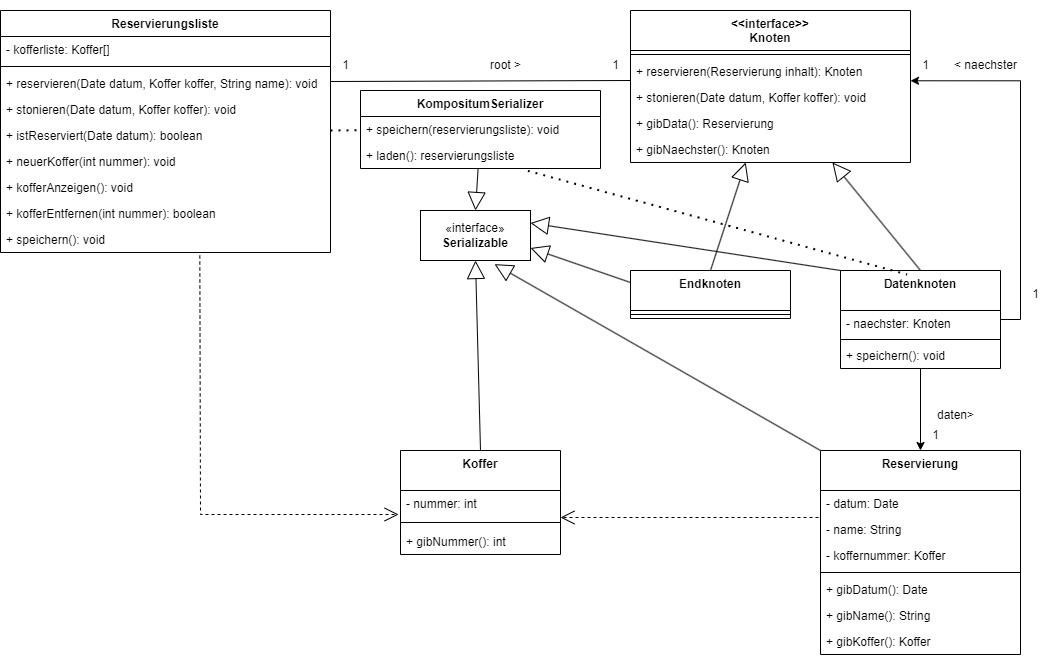 Reservierungsliste
- kofferliste: Koffer[]
+ reservieren(Date datum, Koffer koffer, String name): void
+ stonieren(Date datum, Koffer koffer): void
+ istReserviert(Date datum): boolean
+ neuerKoffer(int nummer): void
+ kofferAnzeigen(): void
+ kofferEntfernen(int nummer): boolean
+ speichern(): void
1
root >
1
<<interface>>
Knoten
+ reservieren(Reservierung inhalt): Knoten
+ stonieren(Date datum, Koffer koffer): void
+ gibData(): Reservierung
+ gibNaechster(): Knoten
1
< naechster
1
KompositumSerializer
+ speichern(reservierungsliste): void
+ laden(): reservierungsliste
«interface»
Serializable
Endknoten
Datenknoten
- naechster: Knoten
+ speichern(): void
daten>
1
Koffer
- nummer: int
+ gibNummer(): int
Reservierung
- datum: Date
- name: String
- koffernummer: Koffer
+ gibDatum(): Date
+ gibName(): String
+ gibKoffer(): Koffer